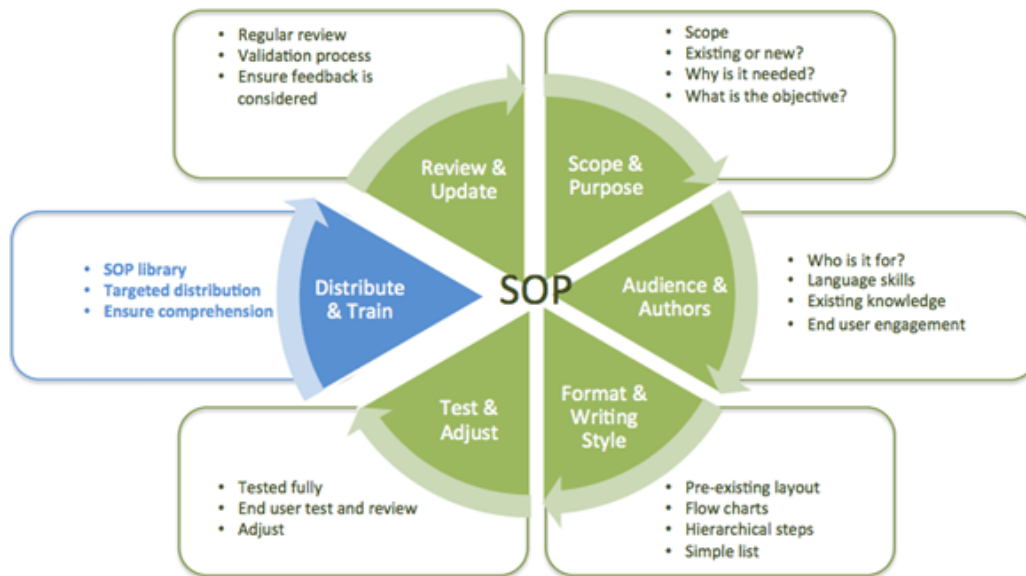 • Regular review
• Validation process
• Ensure feedback is
considered
• Scope
• Existing or new?
• Why is it needed?
• What is the objective?
Review &
Update
Scope &
Purpose
• SOP library
• Targeted distribution
• Ensure comprehension
Distribute
& Train
SOP
Audience &
Authors
• Who is it for?
• Language skills
• Existing knowledge
• End user engagement
Test &
Adjust
Format &
Writing
Style
• Tested fully
• End user test and review
• Adjust
• Pre-existing layout
• Flow charts
• Hierarchical steps
• Simple list